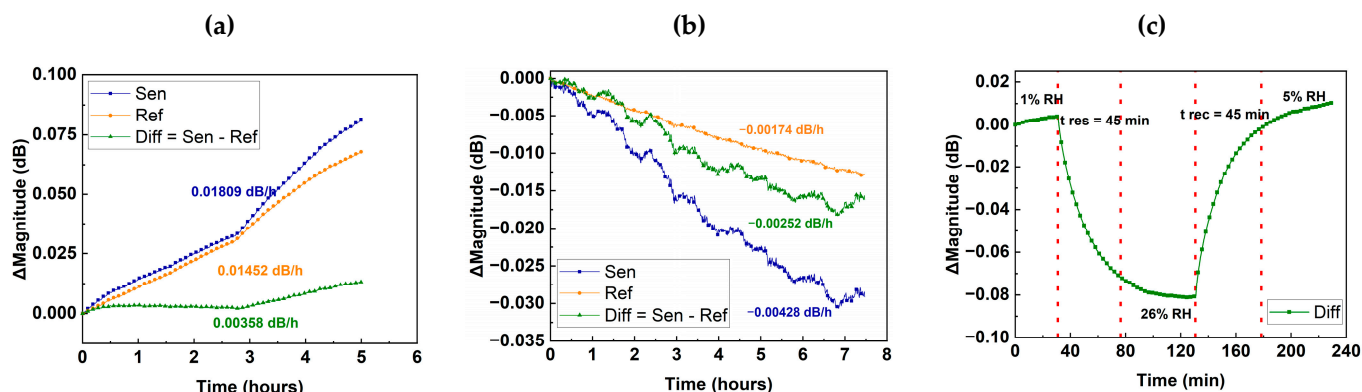 (a)
(b)
(c)
ΔMagnitude (dB)
0.100
0.075
0.050
0.025
0.000
Sen
Ref
Diff = Sen - Ref
0.01809 dB/h
0.01452 dB/h
0.00358 dB/h
0 1 2 3 4 5 6
Time (hours)
ΔMagnitude (dB)
0.000
−0.005
−0.010
−0.015
−0.020
−0.025
−0.030
−0.035
−0.00174 dB/h
−0.00252 dB/h
−0.00428 dB/h
Sen
Ref
Diff = Sen - Ref
0 1 2 3 4 5 6 7 8
Time (hours)
ΔMagnitude (dB)
0.02
0.00
−0.02
−0.04
−0.06
−0.08
−0.10
1% RH
t rec = 45 min
t rec = 45 min
5% RH
26% RH
Diff
0 40 80 120 160 200 240
Time (min)